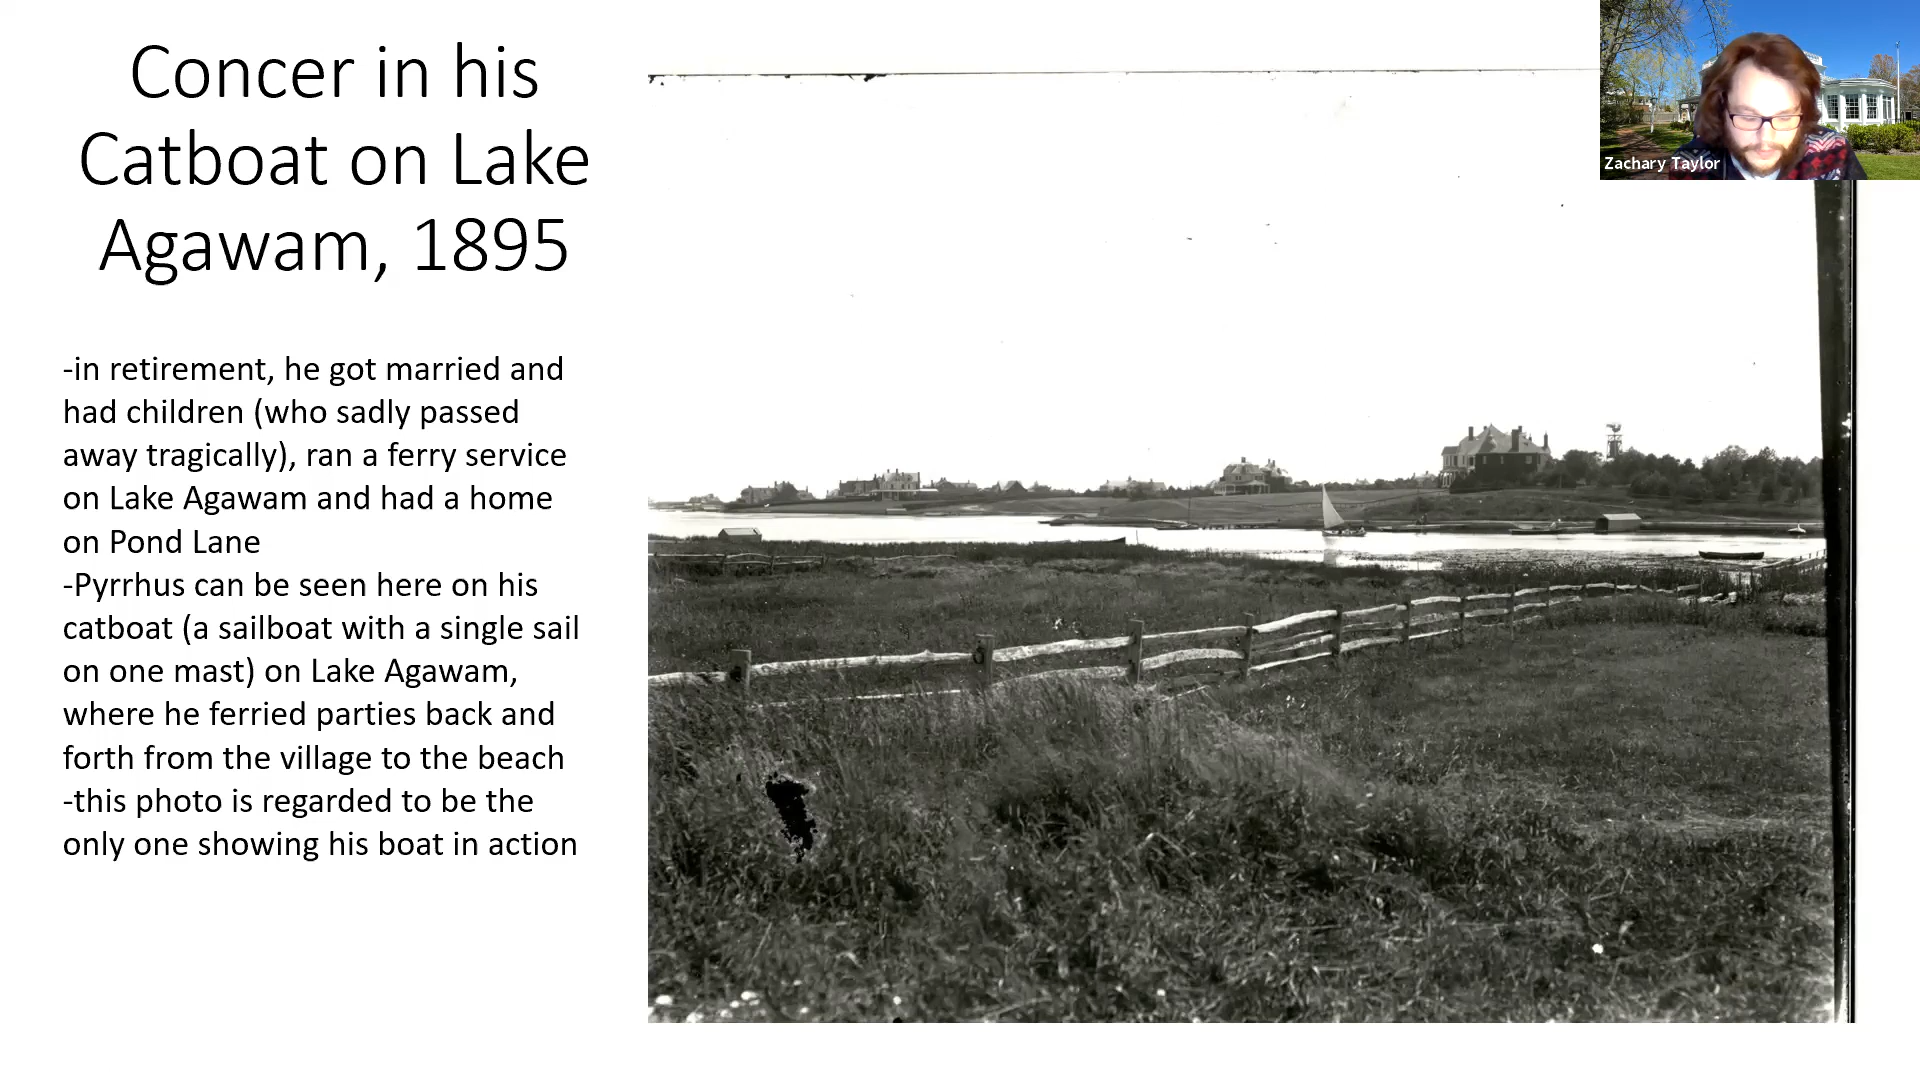 Concer in his
Catboat on Lake
Agawam, 1895
-in retirement, he got married and
had children (who sadly passed
away tragically), ran a ferry service
on Lake Agawam and had a home
on Pond Lane
-Pyrrhus can be seen here on his
catboat (a sailboat with a single sail
on one mast) on Lake Agawam,
where he ferried parties back and
forth from the village to the beach
-this photo is regarded to be the
only one showing his boat in action
Zachary Taylor